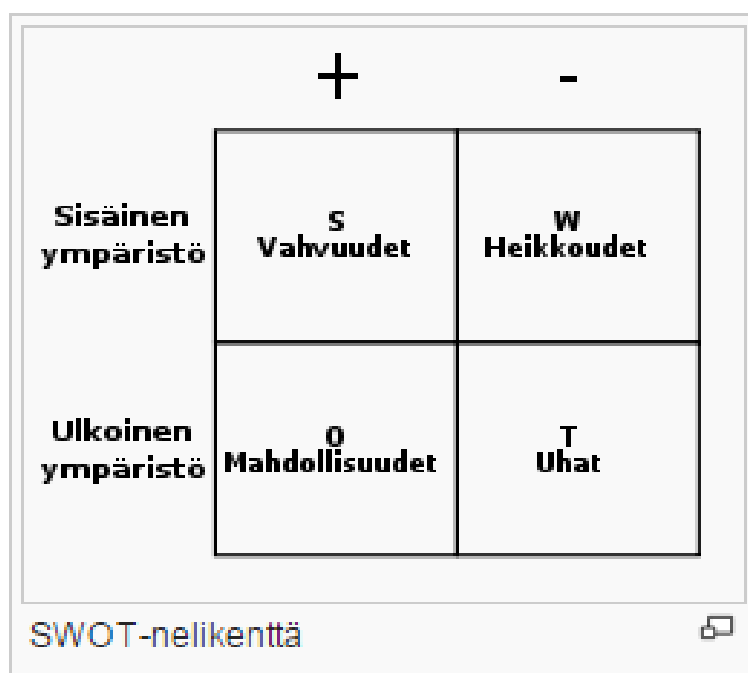 + -
Sisäinen
ympäristö
S
Vahvuudet
W
Heikkoudet
Ulkoinen
ympäristö
O
Mahdollisuudet
T
Uhat
SWOT-nelikenttä